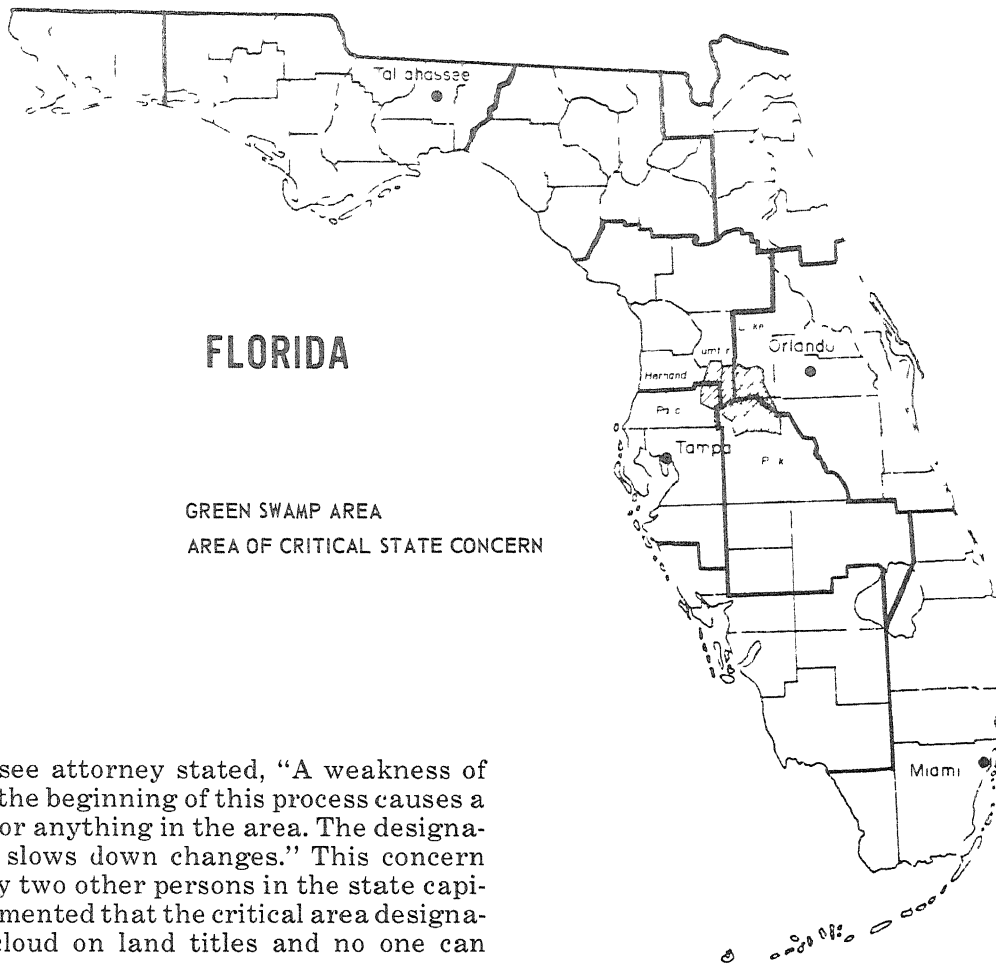 Tal ahassee
FLORIDA
Orlando
Hernand
Tampa
GREEN SWAMP AREA
AREA OF CRITICAL STATE CONCERN
Miami
see attorney stated, “A weakness of
the beginning of this process causes a
or anything in the area. The designa-
slows down changes.” This concern
y two other persons in the state capi-
mented that the critical area designa-
cloud on land titles and no one can